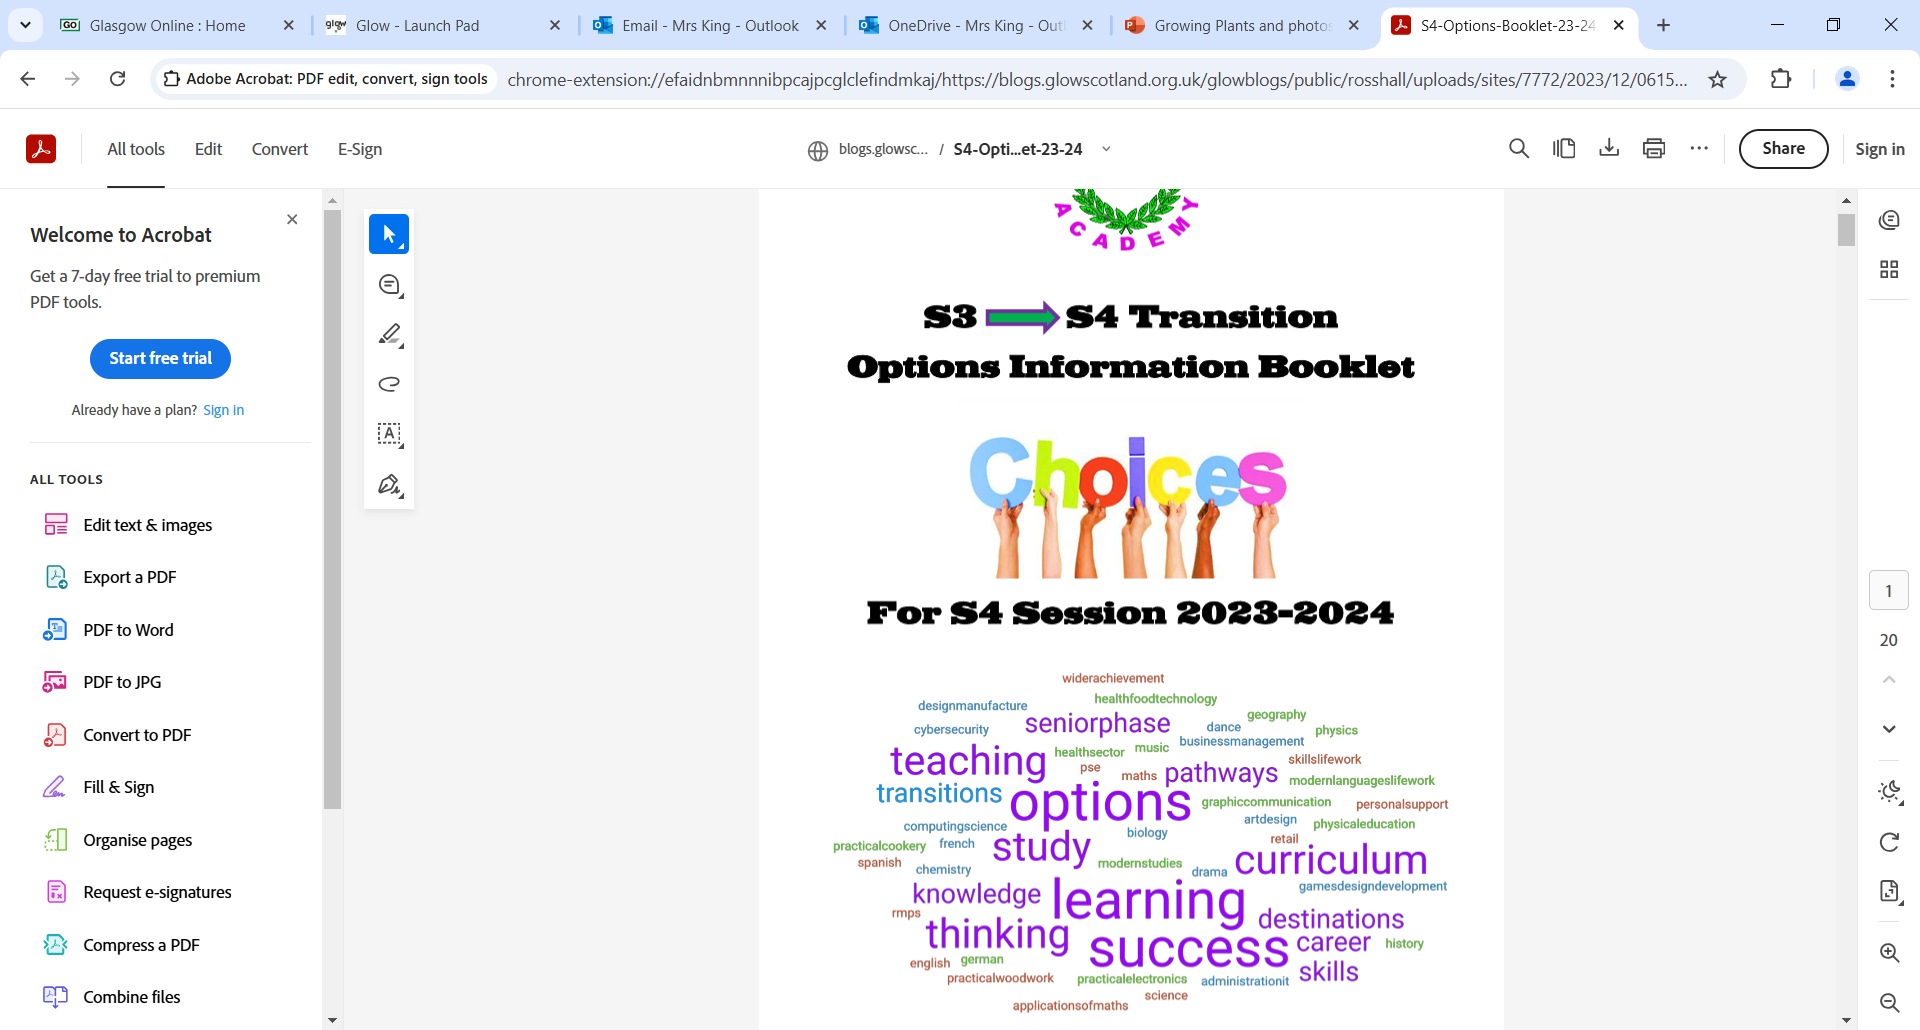 Glasgow Online : Home
Glow - Launch Pad
Email - Mrs King - Outlook
OneDrive - Mrs King - Outl
Growing Plants and photos
S4-Options-Booklet-23-24
Adobe Acrobat: PDF edit, convert, sign tools
chrome-extension://efaidnbmnnnibpcajpcglclefindmkaj/https://blogs.glowscotland.org.uk/glowblogs/public/rosshall/uploads/sites/7772/2023/12/0615...
All tools
Edit
Convert
E-Sign
blogs.glowsc... / S4-Opti...et-23-24
Share
Sign in
Welcome to Acrobat
Get a 7-day free trial to premium
PDF tools.
Start free trial
Already have a plan? Sign in
ALL TOOLS
Edit text & images
Export a PDF
PDF to Word
PDF to JPG
Convert to PDF
Fill & Sign
Organise pages
Request e-signatures
Compress a PDF
Combine files
ACADEMY
S3 S4 Transition
Options Information Booklet
Choices
For S4 Session 2023-2024
widerachievement
healthfoodtechnology
designmanufacture
geography
cybersecurity
seniorphase
dance
physics
businessmanagement
teaching
healthsector
music
skillslifework
pse
maths
pathways
modernlanguageslifework
transitions
options
graphiccommunication
personalsupport
artdesign
physicaleducation
computingscience
biology
retail
practicalcookery
french
study
curriculum
spanish
chemistry
modernstudies
drama
gamesdesigndevelopment
knowledge
learning
rmps
destinations
thinking
success
career
history
english
german
skills
practicalwoodwork
practicalelectronics
administrationit
science
applicationsofmaths
1
20